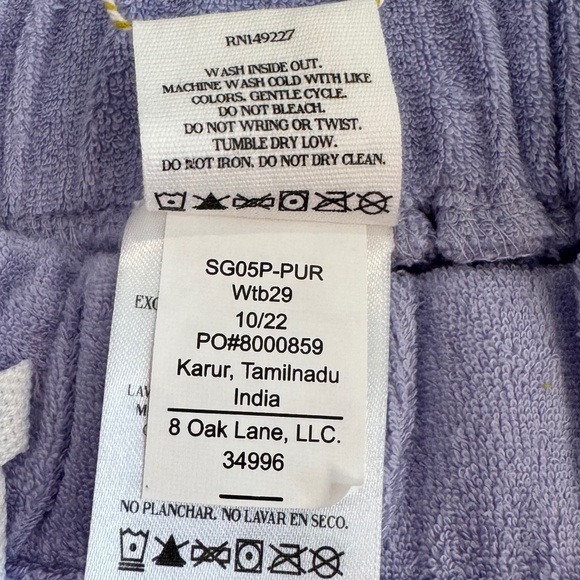 RN149227
WASH INSIDE OUT.
MACHINE WASH COLD WITH LIKE
COLORS. GENTLE CYCLE.
DO NOT BLEACH.
DO NOT WRING OR TWIST.
TUMBLE DRY LOW.
DO NOT IRON. DO NOT DRY CLEAN.
SG05P-PUR
Wtb29
10/22
PO#8000859
Karur, Tamilnadu
India
8 Oak Lane, LLC.
34996
NO PLANCHAR. NO LAVAR EN SECO.